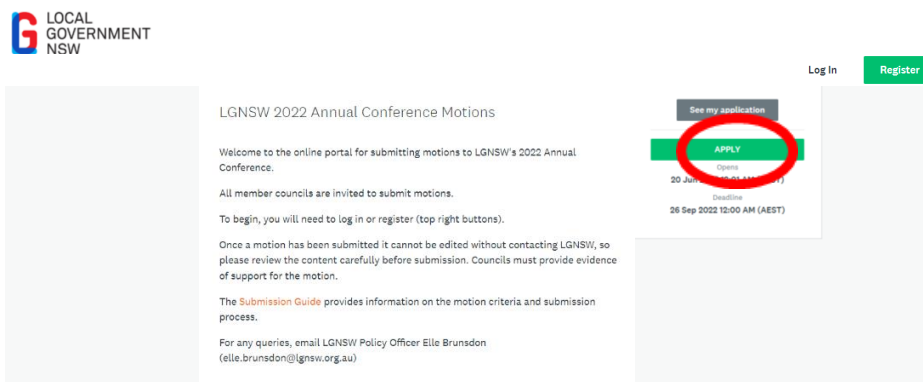 LOCAL
GOVERNMENT
NSW
Log In
Register
LGNSW 2022 Annual Conference Motions
Welcome to the online portal for submitting motions to LGNSW's 2022 Annual
Conference.
All member councils are invited to submit motions.
To begin, you will need to log in or register (top right buttons).
Once a motion has been submitted it cannot be edited without contacting LGNSW, so
please review the content carefully before submission. Councils must provide evidence
of support for the motion.
The Submission Guide provides information on the motion criteria and submission
process.
For any queries, email LGNSW Policy Officer Elle Brunsdon
(elle.brunsdon@lgnsw.org.au)
See my application
APPLY
Opens
20 Jun
Deadline
26 Sep 2022 12:00 AM (AEST)